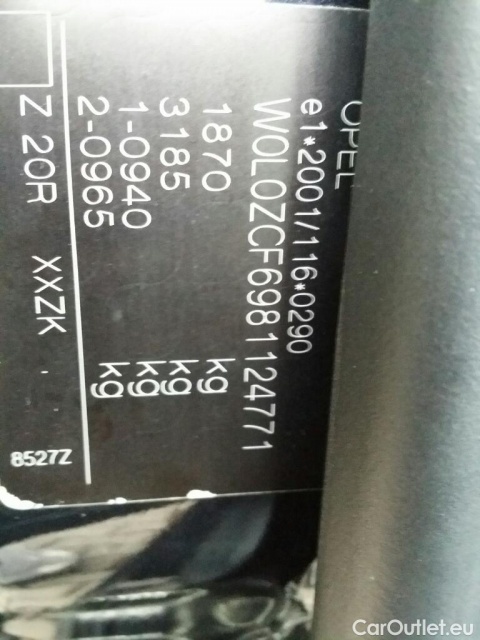 OPEL
e1*2001/116*0290
W0L0ZCF6981124771
1870 kg
3185 kg
1-0940 kg
2-0965 kg
Z 20R XXZK
8527Z
CarOutlet.eu